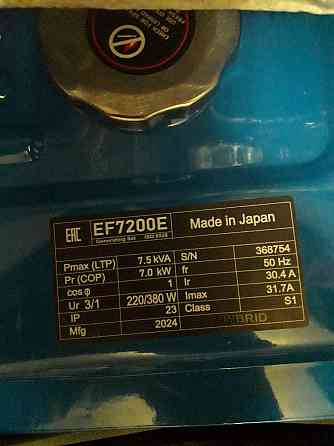 EAC EF7200E Made in Japan
Generating Set ISO 8528
Pmax (LTP) 7.5 kVA S/N 368754
Pr (COP) 7.0 kW fr 50 Hz
cos φ 1 Ir 30.4 A
Ur 3/1 220/380 W Imax 31.7A
IP 23 Class S1
Mfg 2024